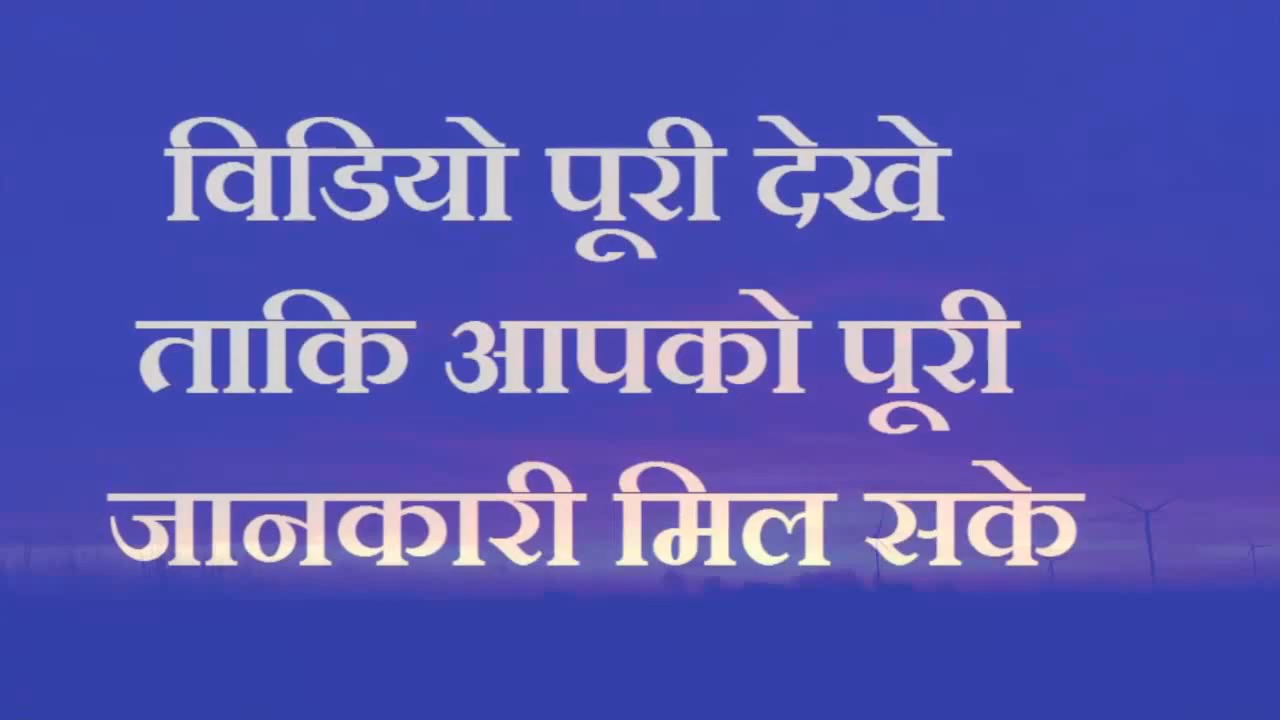 विडियो पूरी देखे
ताकि आपको पूरी
जानकारी मिल सके